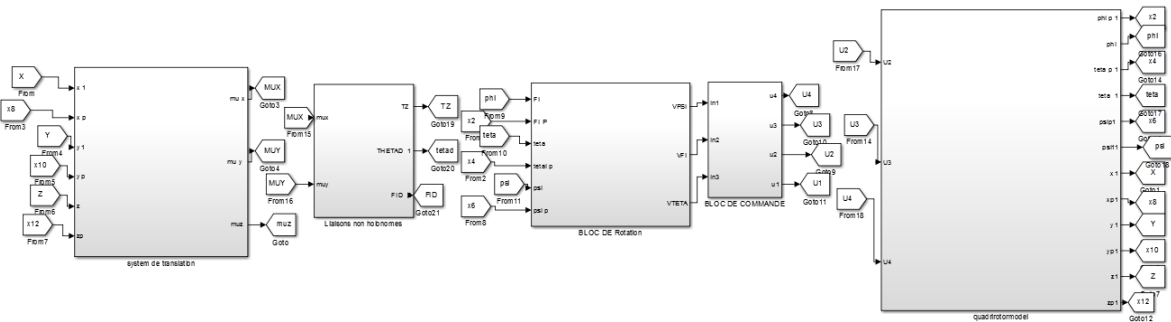 X
From
x8
From3
Y
From4
x10
From5
Z
From6
x12
From7
x 1
x p
y 1
y p
z
zp
mu x
mu y
muz
system de translation
MUX
Goto3
MUY
Goto4
muz
Goto
MUX
From15
MUY
From16
mux
muy
TZ
THETAD 1
FID
Liaisons non holonomes
TZ
Goto19
tetad
Goto20
FID
Goto21
phi
From9
x2
teta
From10
x4
From2
psi
From11
x6
From8
FI
FI P
teta
tetal p
psi
psi p
VPSI
VFI
VTETA
BLOC DE Rotation
In1
In2
In3
u4
u3
u2
u1
BLOC DE COMMANDE
U4
U3
U2
Goto9
U1
Goto11
U2
From17
U3
From14
U4
From18
U2
U3
U4
phi p 1
phi
teta p 1
teta 1
psip1
psi1
x 1
xp1
y 1
yp1
z1
zp1
quadrirotormodel
x2
phi
Goto16
x4
Goto14
teta
Goto17
x6
psi
X
x8
Y
x10
Z
x12
Goto12